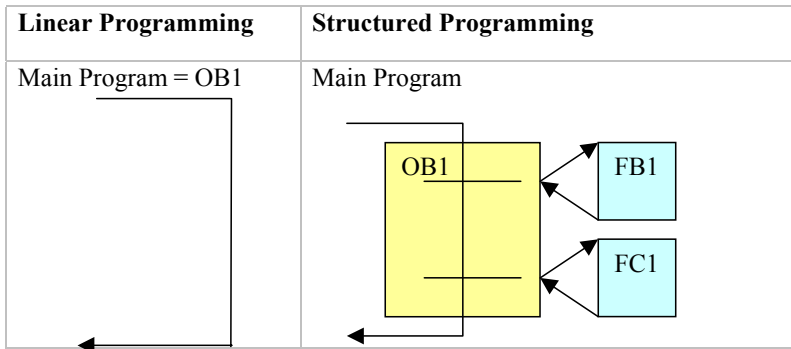 Linear Programming
Structured Programming
Main Program = OB1
Main Program
OB1
FB1
FC1